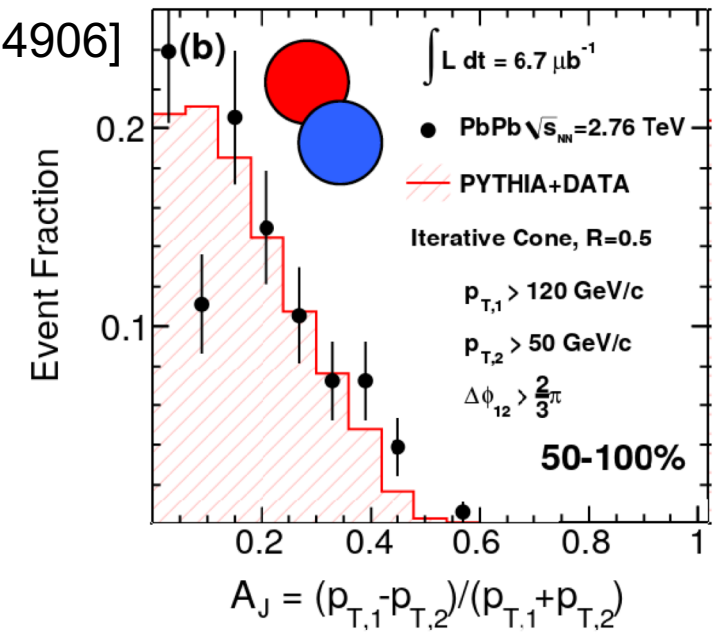 4906]
(b)
∫L dt = 6.7 μb⁻¹
PbPb √s_NN=2.76 TeV
PYTHIA+DATA
Iterative Cone, R=0.5
p_T,1 > 120 GeV/c
p_T,2 > 50 GeV/c
Δϕ_12 > 2/3 π
50-100%
Event Fraction
0.2
0.1
0.2 0.4 0.6 0.8 1
A_J = (p_T,1-p_T,2)/(p_T,1+p_T,2)